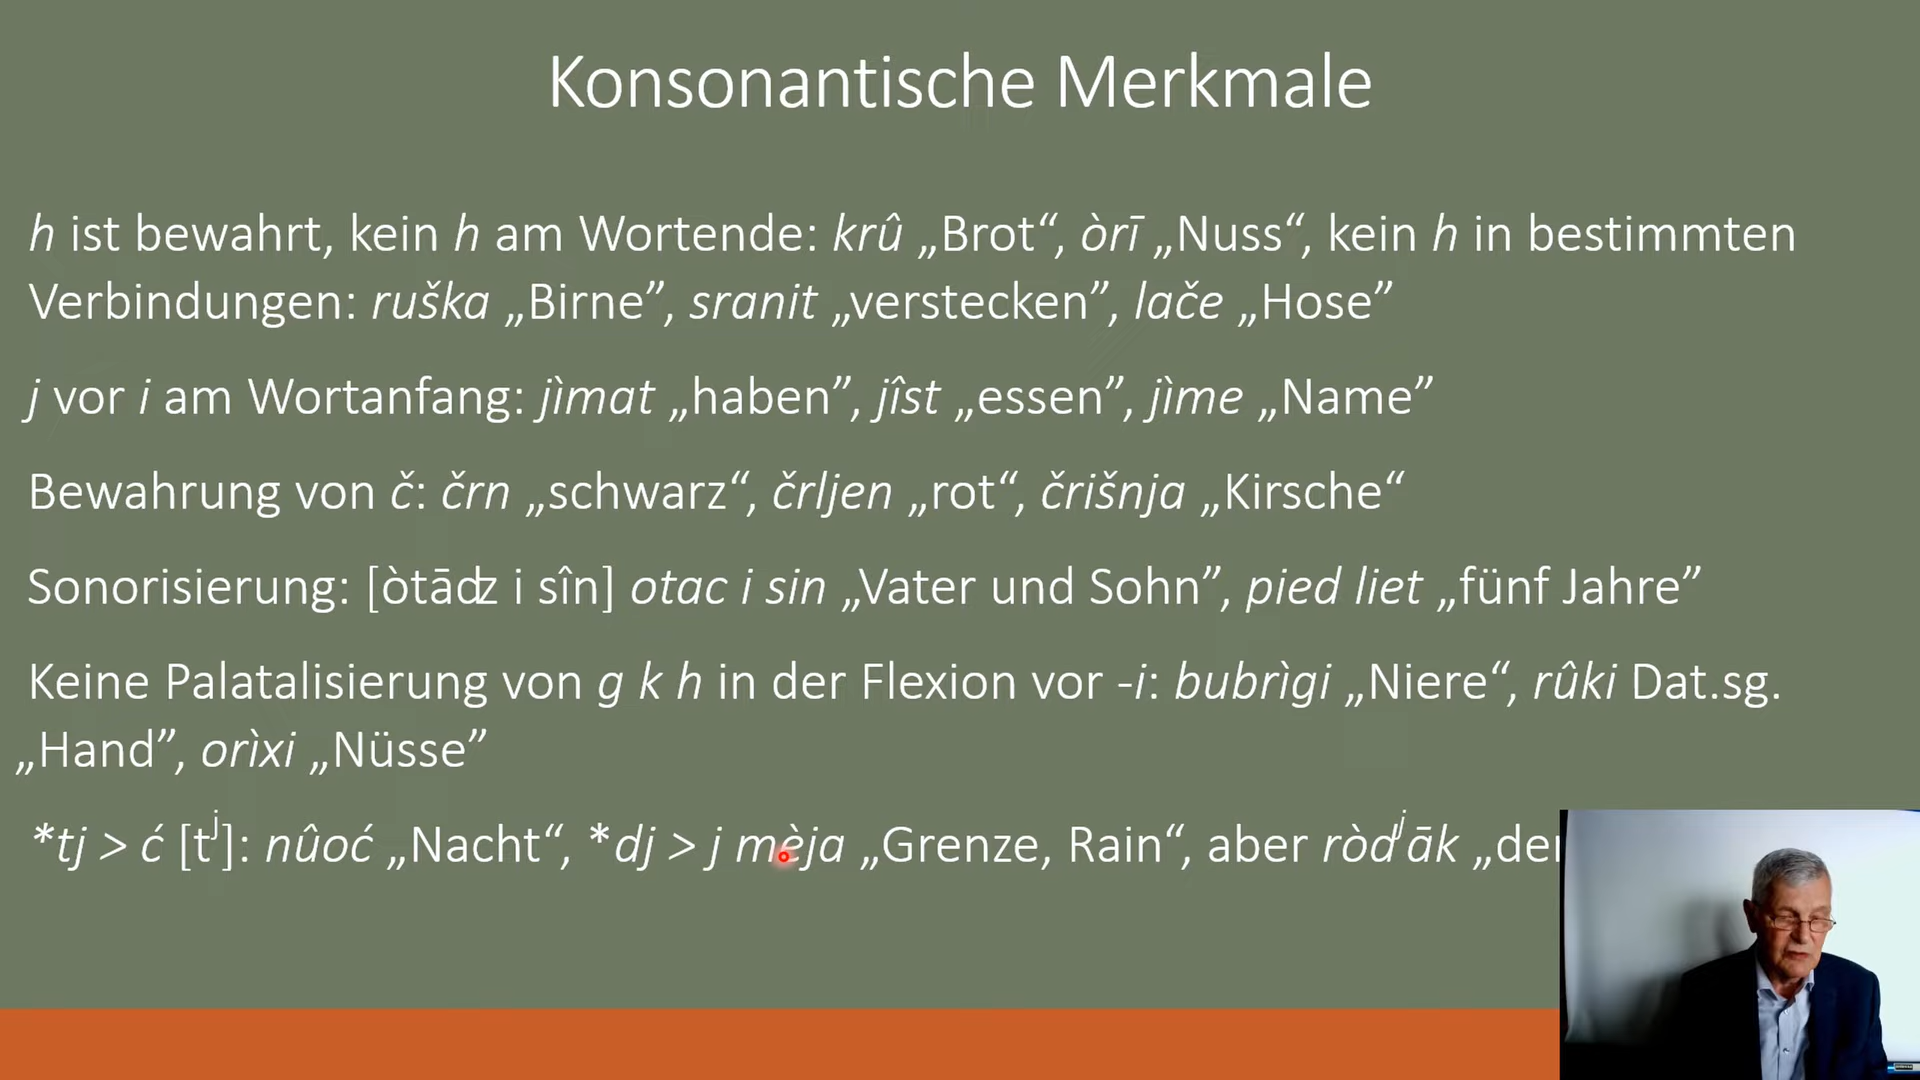 Konsonantische Merkmale
h ist bewahrt, kein h am Wortende: krû „Brot“, òrī „Nuss“, kein h in bestimmten
Verbindungen: ruška „Birne”, sranit „verstecken”, lače „Hose”
j vor i am Wortanfang: jìmat „haben”, jîst „essen”, jìme „Name”
Bewahrung von č: črn „schwarz“, črljen „rot“, črišnja „Kirsche“
Sonorisierung: [òtāʣ i sîn] otac i sin „Vater und Sohn”, pied liet „fünf Jahre”
Keine Palatalisierung von g k h in der Flexion vor -i: bubrìgi „Niere“, rûki Dat.sg.
„Hand”, orìxi „Nüsse”
*tj > ć [tʲ]: nûoć „Nacht“, *dj > j mèja „Grenze, Rain“, aber ròdʲāk